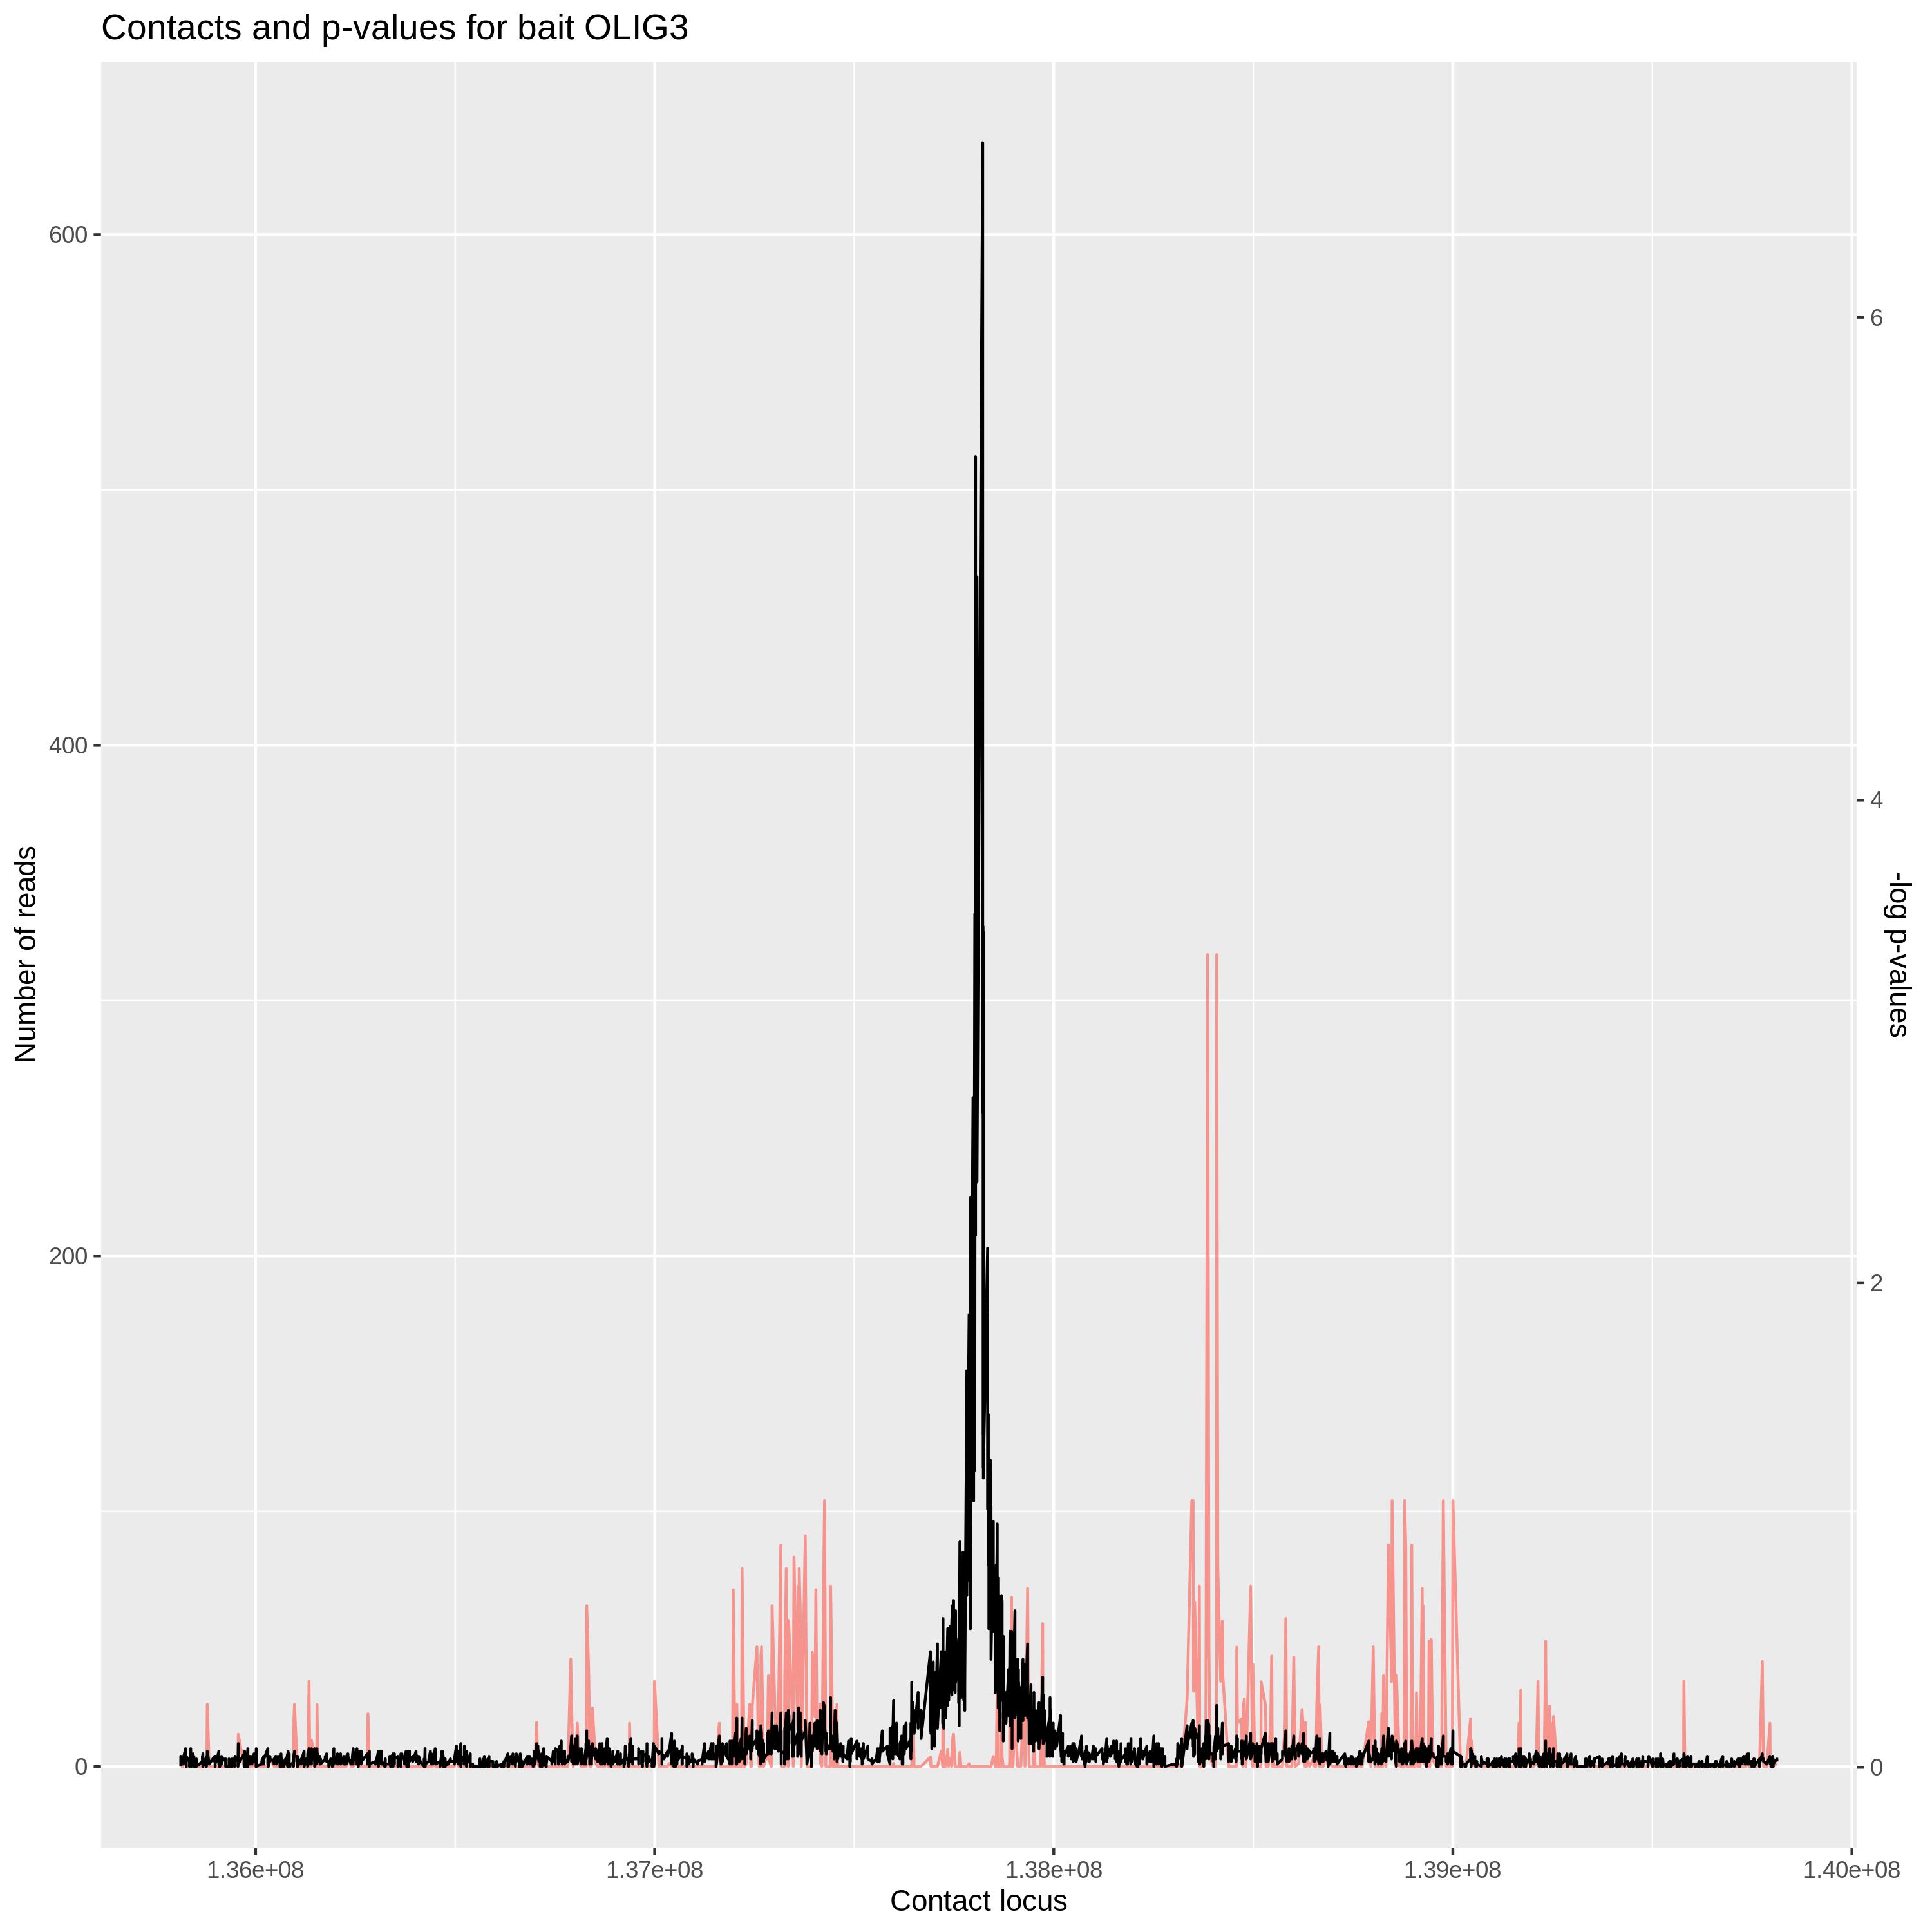 Contacts and p-values for bait OLIG3
600
400
200
0
Number of reads
6
4
2
0
-log p-values
1.36e+08
1.37e+08
1.38e+08
1.39e+08
1.40e+08
Contact locus